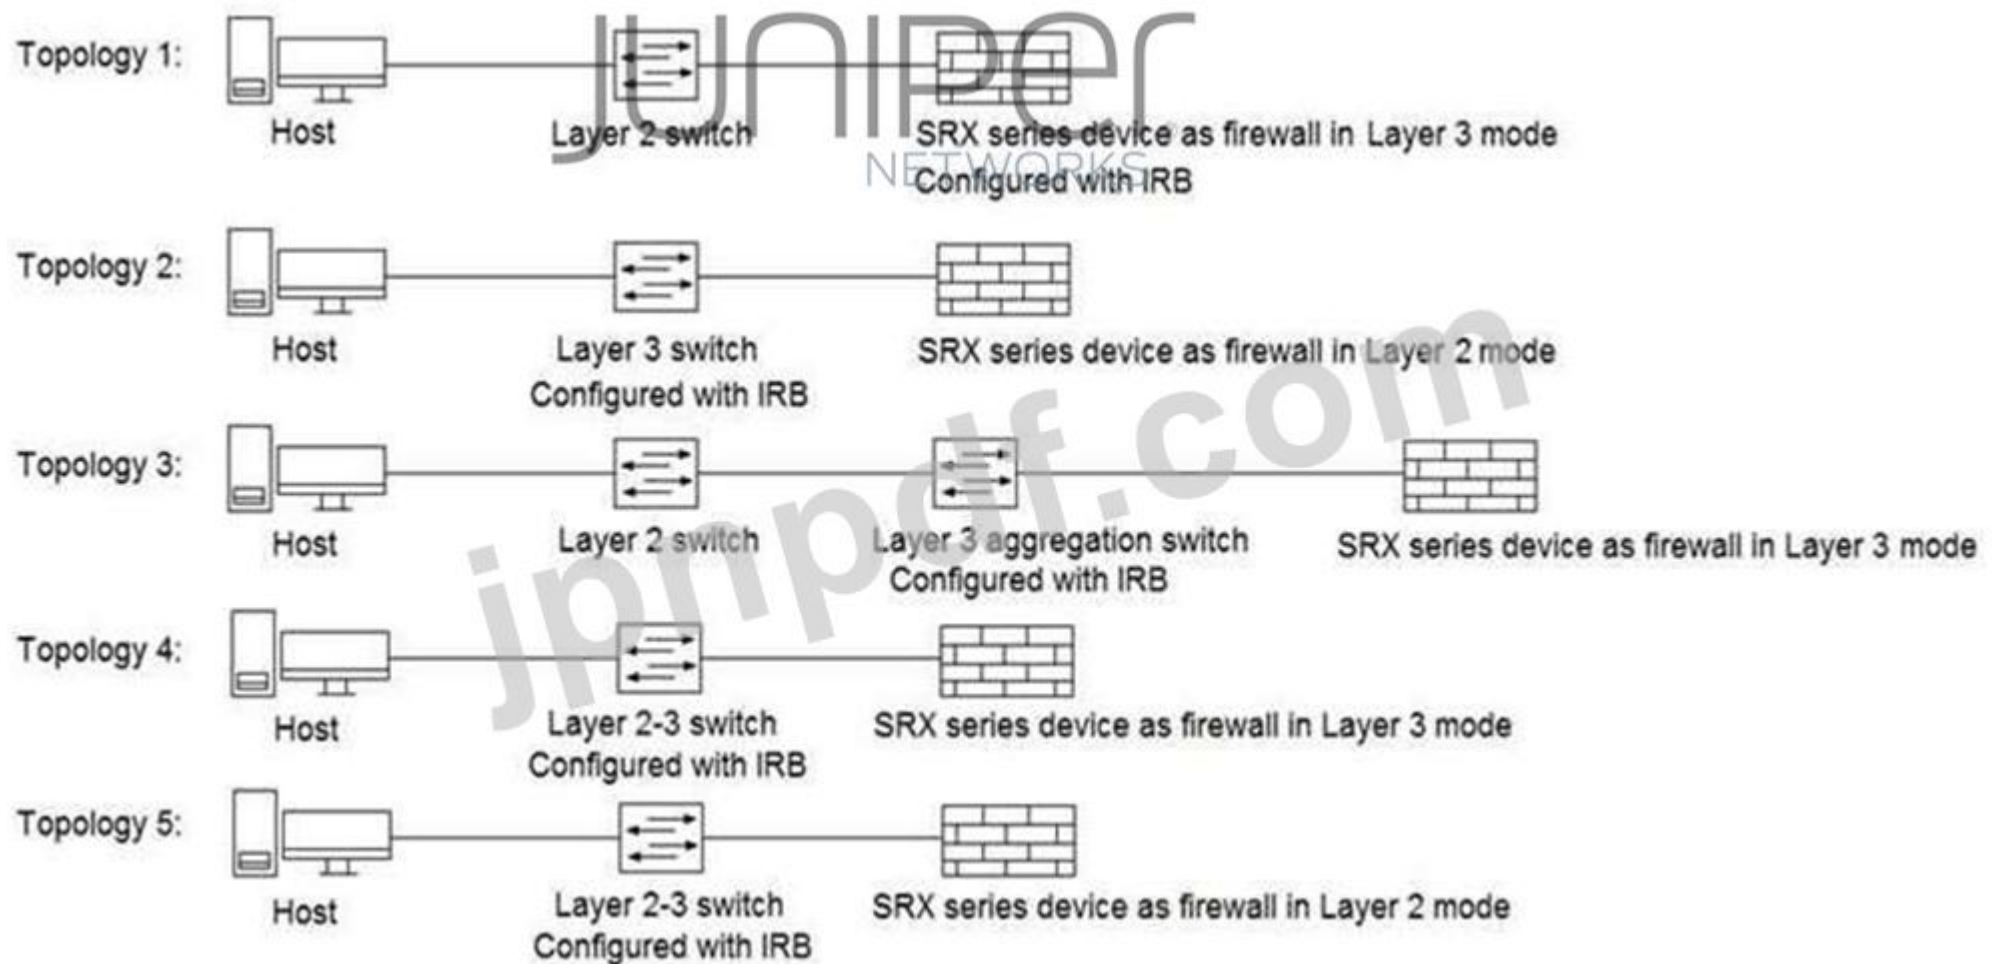 JUNIPER
NETWORKS
Topology 1:
Host
Layer 2 switch
SRX series device as firewall in Layer 3 mode
Configured with IRB
Topology 2:
Host
Layer 3 switch
Configured with IRB
SRX series device as firewall in Layer 2 mode
Topology 3:
Host
Layer 2 switch
Layer 3 aggregation switch
Configured with IRB
SRX series device as firewall in Layer 3 mode
Topology 4:
Host
Layer 2-3 switch
Configured with IRB
SRX series device as firewall in Layer 3 mode
Topology 5:
Host
Layer 2-3 switch
Configured with IRB
SRX series device as firewall in Layer 2 mode
jpnpdf.com